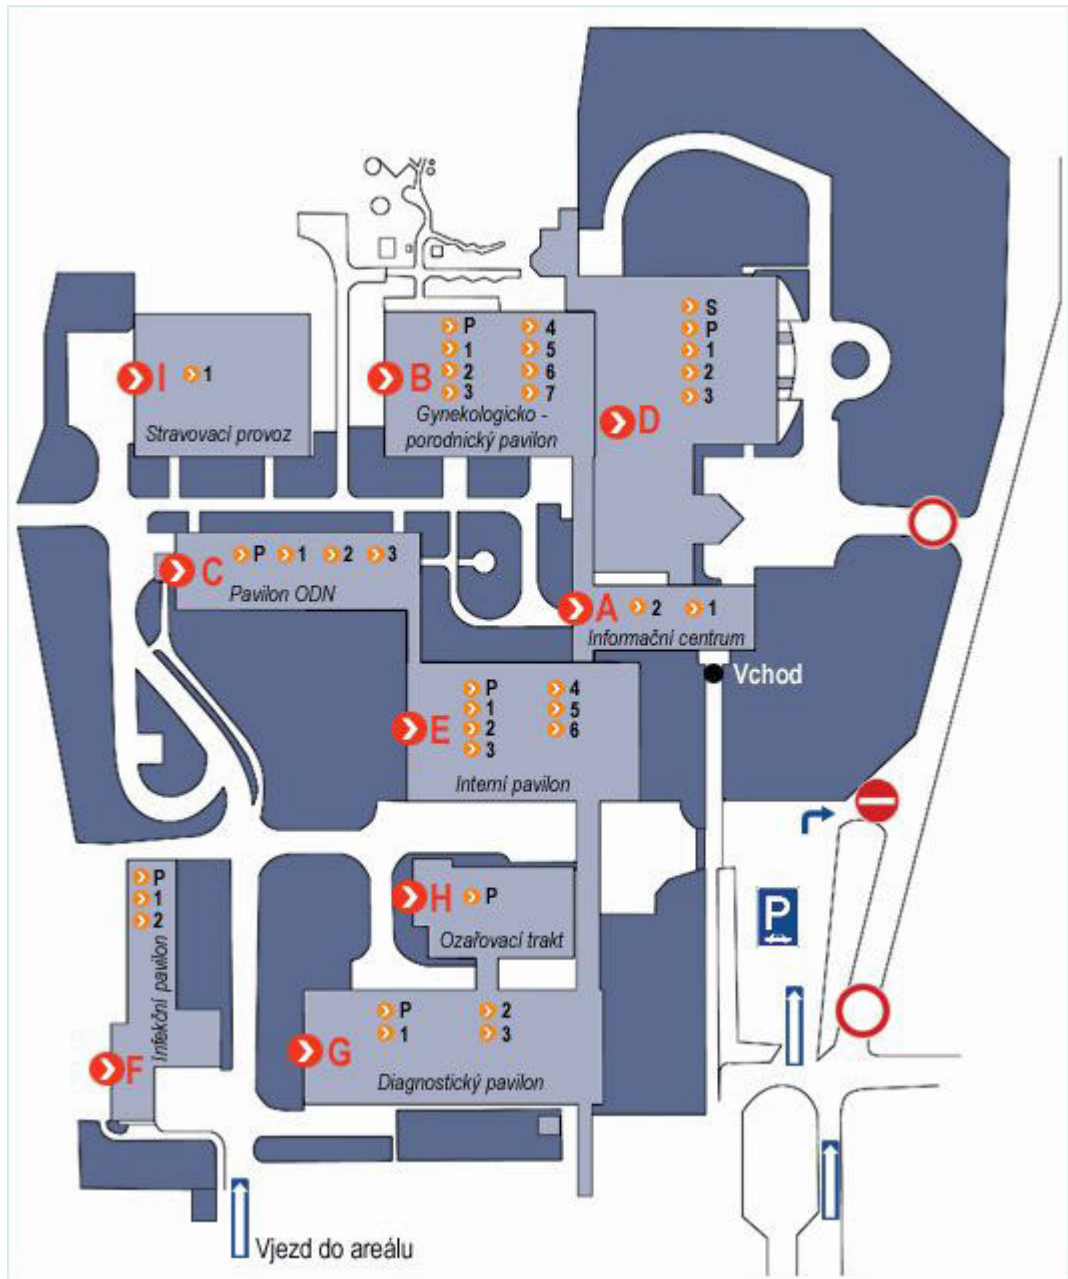 S
P
1
2
3
D
P 4
1 5
2 6
3 7
B
Gynekologicko -
porodnický pavilon
I
1
Stravovací provoz
C
P 1 2 3
Pavilon ODN
A
2 1
Informační centrum
Vchod
E
P 4
1 5
2 6
3
Interní pavilon
H
P
Ozařovací trakt
P
P
1
2
Infekční pavilon
F
G
P 2
1 3
Diagnostický pavilon
Vjezd do areálu